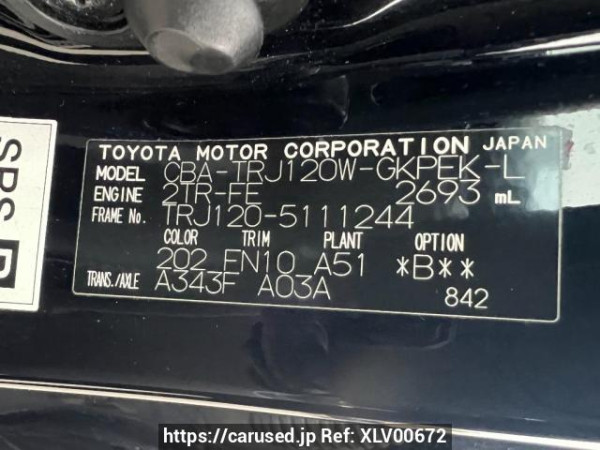 SRS
TOYOTA MOTOR CORPORATION JAPAN
MODEL CBA-TRJ120W-GKPEK-L
ENGINE 2TR-FE 2693 mL
FRAME No. TRJ120-5111244
COLOR TRIM PLANT OPTION
202 FN10 A51 *B**
TRANS./AXLE A343F A03A 842
https://carused.jp Ref: XLV00672